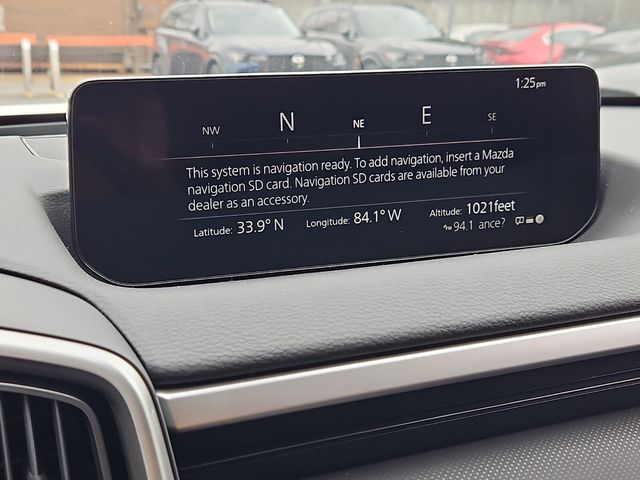 1:25pm
NW N NE E SE
This system is navigation ready. To add navigation, insert a Mazda
navigation SD card. Navigation SD cards are available from your
dealer as an accessory.
Latitude: 33.9° N Longitude: 84.1° W Altitude: 1021feet
94.1 ance?